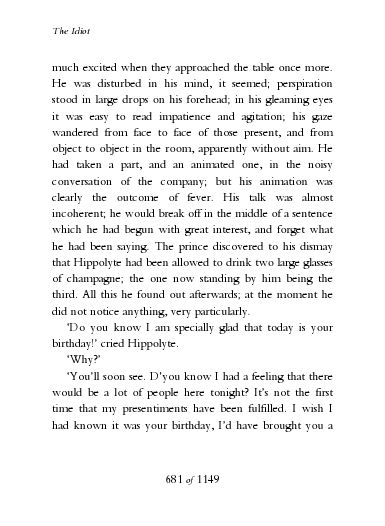 The Idiot
much excited when they approached the table once more.
He was disturbed in his mind, it seemed; perspiration
stood in large drops on his forehead; in his gleaming eyes
it was easy to read impatience and agitation; his gaze
wandered from face to face of those present, and from
object to object in the room, apparently without aim. He
had taken a part, and an animated one, in the noisy
conversation of the company; but his animation was
clearly the outcome of fever. His talk was almost
incoherent; he would break off in the middle of a sentence
which he had begun with great interest, and forget what
he had been saying. The prince discovered to his dismay
that Hippolyte had been allowed to drink two large glasses
of champagne; the one now standing by him being the
third. All this he found out afterwards; at the moment he
did not notice anything, very particularly.
‘Do you know I am specially glad that today is your
birthday!’ cried Hippolyte.
‘Why?’
‘You’ll soon see. D’you know I had a feeling that there
would be a lot of people here tonight? It’s not the first
time that my presentiments have been fulfilled. I wish I
had known it was your birthday, I’d have brought you a
681 of 1149